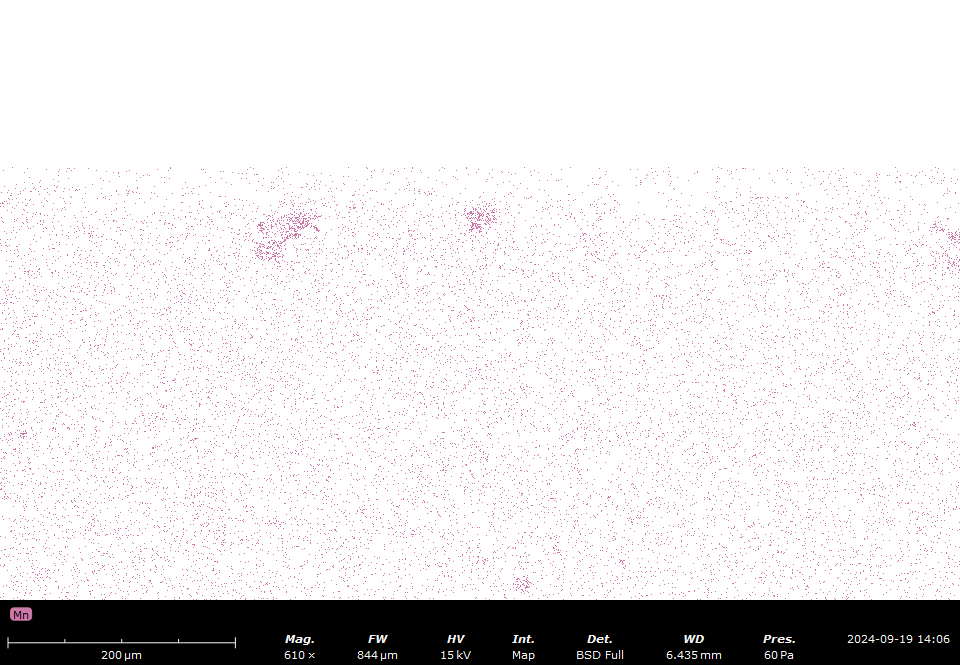 Mn
Mag. FW HV Int. Det. WD Pres. 2024-09-19 14:06
200 µm 610 × 844 µm 15 kV Map BSD Full 6.435 mm 60 Pa